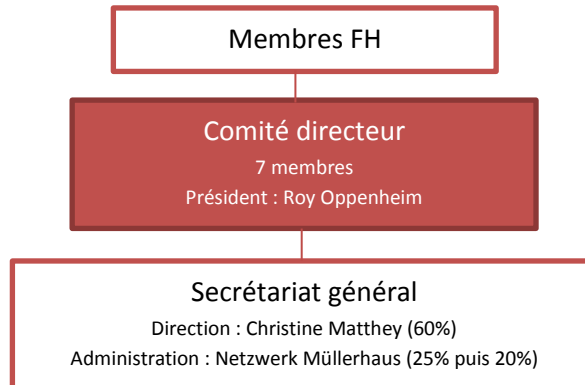 Membres FH
Comité directeur
7 membres
Président : Roy Oppenheim
Secrétariat général
Direction : Christine Matthey (60%)
Administration : Netzwerk Müllerhaus (25% puis 20%)